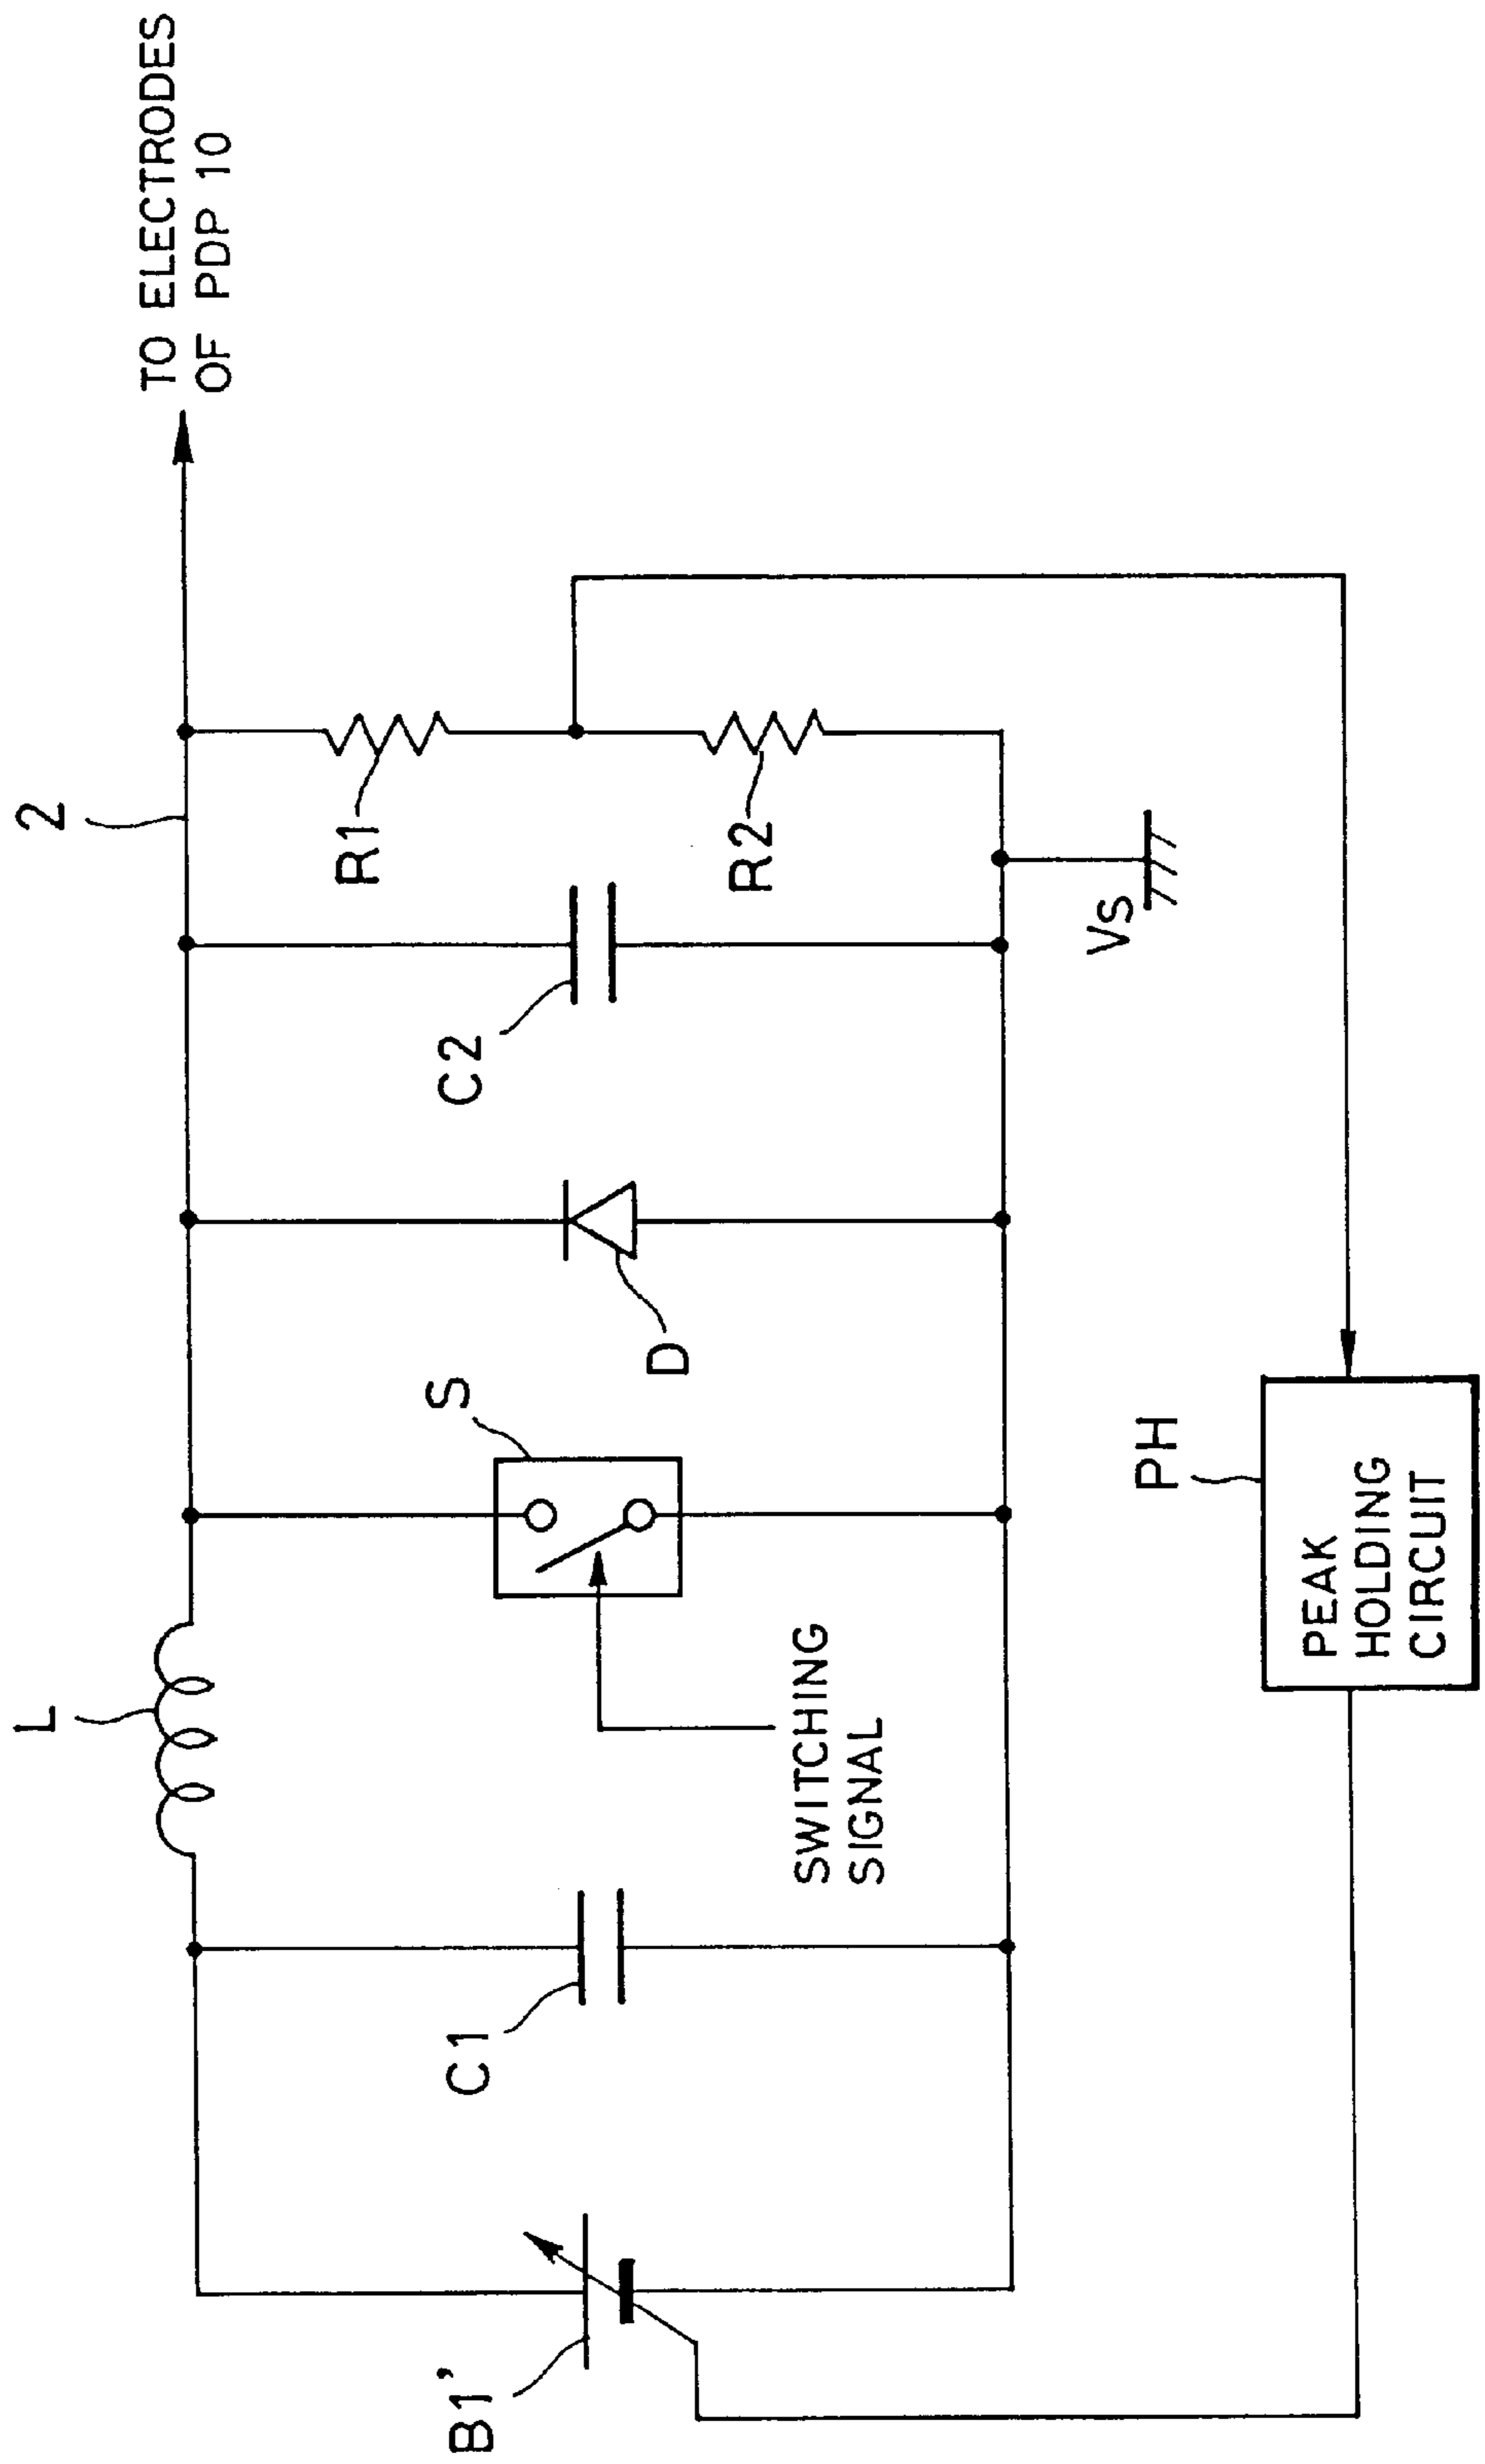 TO ELECTRODES
OF PDP 10
2
L
R1
R2
C2
Vs
D
S
SWITCHING
SIGNAL
C1
B1'
PH
PEAK
HOLDING
CIRCUIT